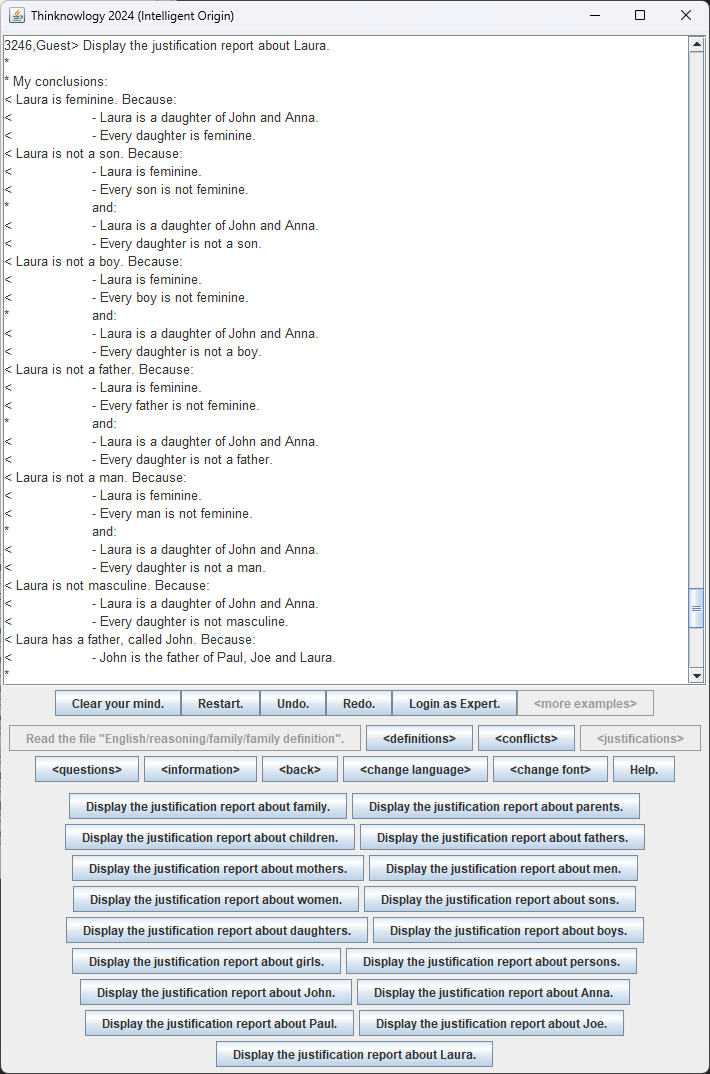 Thinknowlogy 2024 (Intelligent Origin)
3246,Guest> Display the justification report about Laura.
*
* My conclusions:
< Laura is feminine. Because:
< - Laura is a daughter of John and Anna.
< - Every daughter is feminine.
< Laura is not a son. Because:
< - Laura is feminine.
< - Every son is not feminine.
* and:
< - Laura is a daughter of John and Anna.
< - Every daughter is not a son.
< Laura is not a boy. Because:
< - Laura is feminine.
< - Every boy is not feminine.
* and:
< - Laura is a daughter of John and Anna.
< - Every daughter is not a boy.
< Laura is not a father. Because:
< - Laura is feminine.
< - Every father is not feminine.
* and:
< - Laura is a daughter of John and Anna.
< - Every daughter is not a father.
< Laura is not a man. Because:
< - Laura is feminine.
< - Every man is not feminine.
* and:
< - Laura is a daughter of John and Anna.
< - Every daughter is not a man.
< Laura is not masculine. Because:
< - Laura is a daughter of John and Anna.
< - Every daughter is not masculine.
< Laura has a father, called John. Because:
< - John is the father of Paul, Joe and Laura.
*
Clear your mind. Restart. Undo. Redo. Login as Expert. <more examples>
Read the file "English/reasoning/family/family definition". <definitions> <conflicts> <justifications>
<questions> <information> <back> <change language> <change font> Help.
Display the justification report about family. Display the justification report about parents.
Display the justification report about children. Display the justification report about fathers.
Display the justification report about mothers. Display the justification report about men.
Display the justification report about women. Display the justification report about sons.
Display the justification report about daughters. Display the justification report about boys.
Display the justification report about girls. Display the justification report about persons.
Display the justification report about John. Display the justification report about Anna.
Display the justification report about Paul. Display the justification report about Joe.
Display the justification report about Laura.